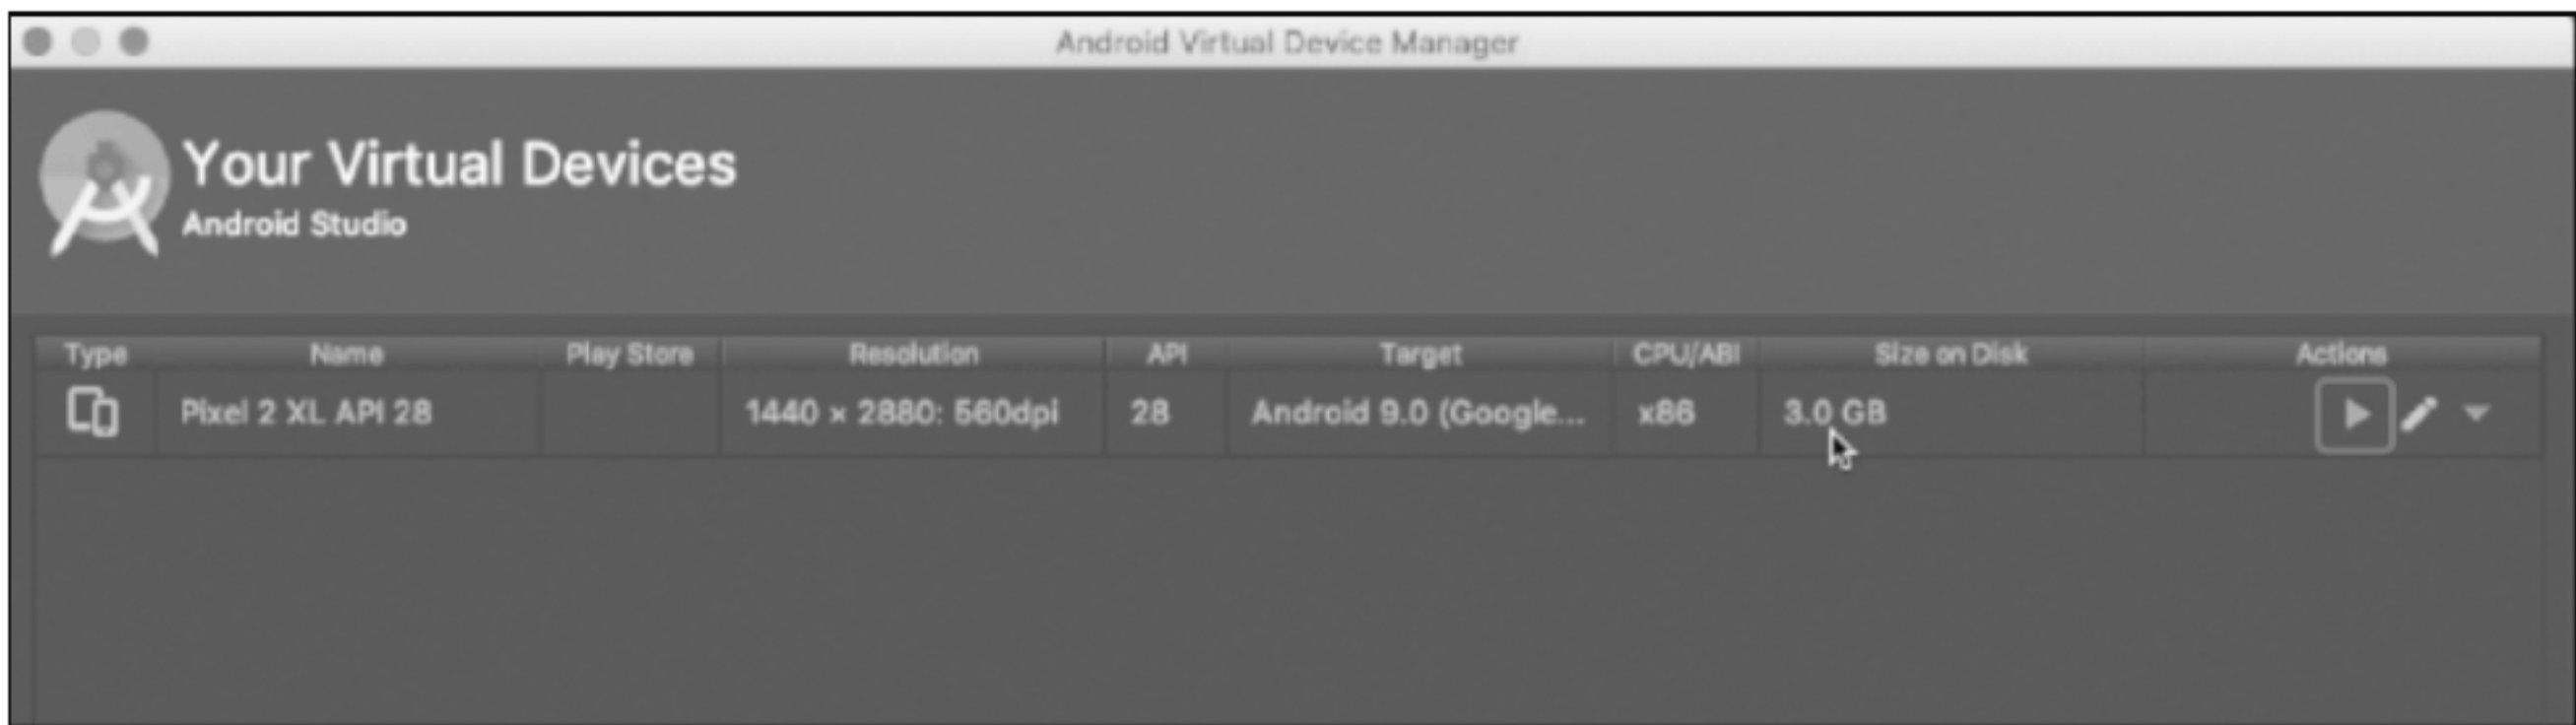 Android Virtual Device Manager
Your Virtual Devices
Android Studio
Type Name Play Store Resolution API Target CPU/ABI Size on Disk Actions
Pixel 2 XL API 28 1440 × 2880: 560dpi 28 Android 9.0 (Google... x86 3.0 GB